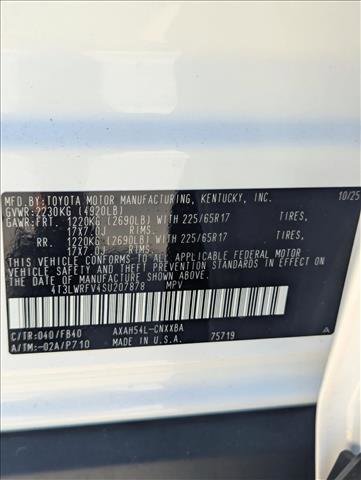 MFD.BY:TOYOTA MOTOR MANUFACTURING, KENTUCKY, INC. 10/25
GVWR:2230KG (4920LB)
GAWR:FRT. 1220KG (2690LB) WITH 225/65R17 TIRES,
17X7.0J RIMS.
RR. 1220KG (2690LB) WITH 225/65R17 TIRES,
17X7.0J RIMS.
THIS VEHICLE CONFORMS TO ALL APPLICABLE FEDERAL MOTOR
VEHICLE SAFETY, BUMPER, AND THEFT PREVENTION STANDARDS
IN EFFECT ON THE DATE OF MANUFACTURE SHOWN ABOVE.
4T3LWRFV4SU207878 MPV
C/TR:040/FB40 AXAH54L-CNXXBA A
A/TM:-02A/P710 MADE IN U.S.A. 75719